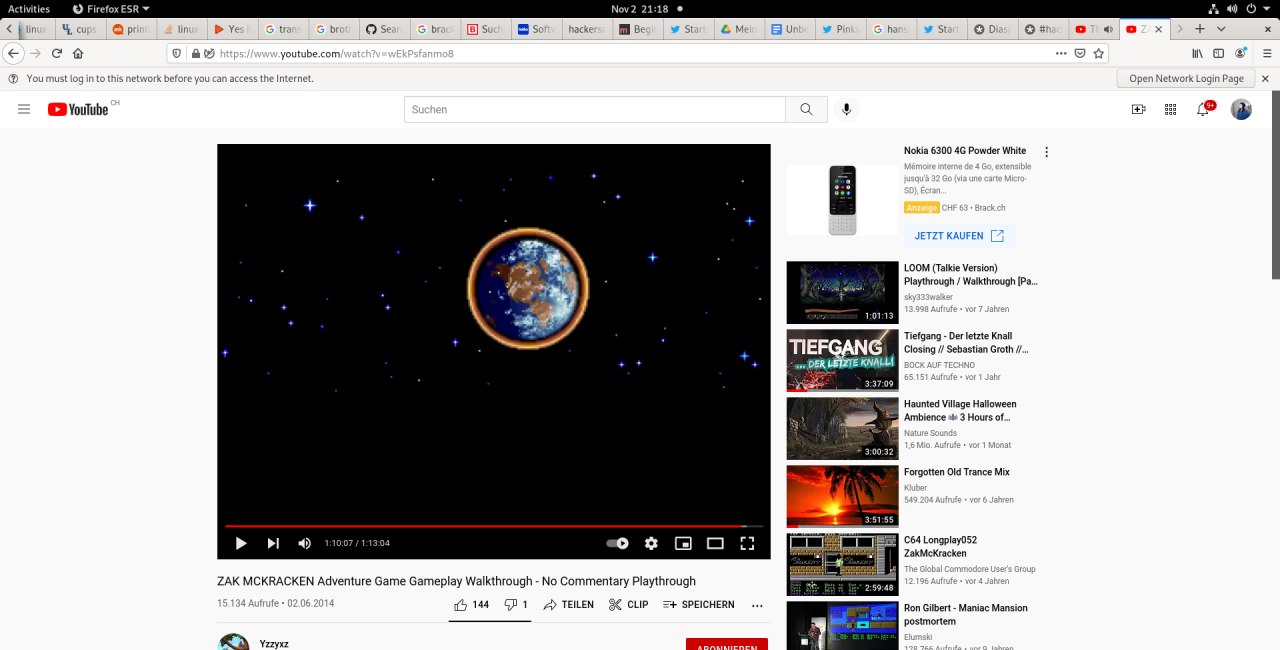 Activities
Firefox ESR
Nov 2 21:18
linux
cups
print
linux
Yes I
trans
broth
Searc
broth
Such
Softw
hackersc
Begin
Start
Mein
Unbe
Pinky
hans
Start
Diasp
#hac
Th
ZA
https://www.youtube.com/watch?v=wEkPsfanmo8
You must log in to this network before you can access the Internet.
Open Network Login Page
YouTube CH
Suchen
9+
1:10:07 / 1:13:04
ZAK MCKRACKEN Adventure Game Gameplay Walkthrough - No Commentary Playthrough
15.134 Aufrufe • 02.06.2014
144
1
TEILEN
CLIP
SPEICHERN
Yzzyxz
ABONNIEREN
Nokia 6300 4G Powder White
Mémoire interne de 4 Go, extensible
jusqu'à 32 Go (via une carte Micro-
SD), Écran...
Anzeige CHF 63 • Brack.ch
JETZT KAUFEN
1:01:13
LOOM (Talkie Version)
Playthrough / Walkthrough [Pa...
sky333walker
13.998 Aufrufe • vor 7 Jahren
TIEFGANG
... DER LETZTE KNALL!
3:37:09
Tiefgang - Der letzte Knall
Closing // Sebastian Groth //...
BOCK AUF TECHNO
65.151 Aufrufe • vor 1 Jahr
3:00:32
Haunted Village Halloween
Ambience 🦇 3 Hours of...
Nature Sounds
1,6 Mio. Aufrufe • vor 1 Monat
3:51:55
Forgotten Old Trance Mix
Kluber
549.204 Aufrufe • vor 6 Jahren
2:59:48
C64 Longplay052
ZakMcKracken
The Global Commodore User's Group
12.196 Aufrufe • vor 4 Jahren
Ron Gilbert - Maniac Mansion
postmortem
Elumski
128.766 Aufrufe • vor 9 Jahren